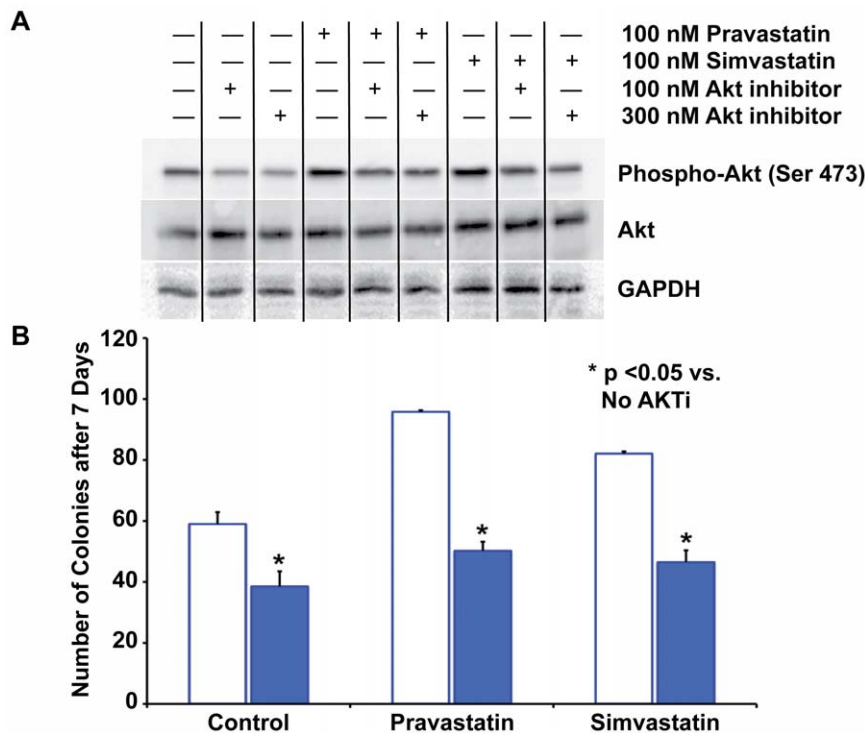 A
— — — + + + — — — 100 nM Pravastatin
— — — — — — + + + 100 nM Simvastatin
— + — — + — — + — 100 nM Akt inhibitor
— — + — — + — — + 300 nM Akt inhibitor
Phospho-Akt (Ser 473)
Akt
GAPDH
B
Number of Colonies after 7 Days
120
100
80
60
40
20
0
* p <0.05 vs.
No AKTi
*
*
*
Control Pravastatin Simvastatin